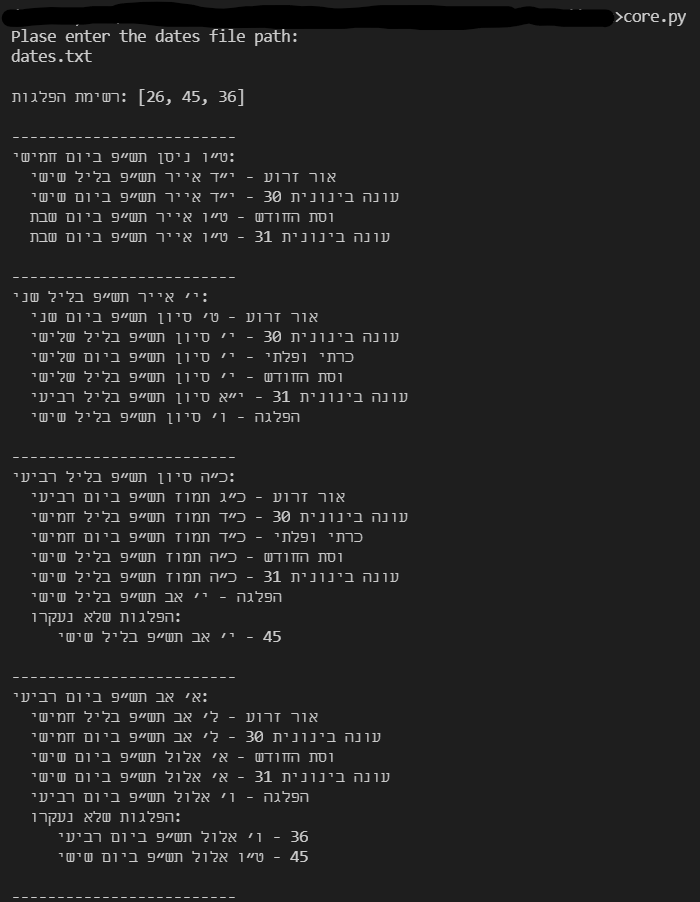 >core.py
Plase enter the dates file path:
dates.txt
רשימת הפלגות: [26, 45, 36]
-------------------------
ט״ו ניסן תש״פ ביום חמישי:
אור זרוע - י״ד אייר תש״פ בליל שישי
עונה בינונית 30 - י״ד אייר תש״פ ביום שישי
וסת החודש - ט״ו אייר תש״פ ביום שבת
עונה בינונית 31 - ט״ו אייר תש״פ ביום שבת
-------------------------
י׳ אייר תש״פ בליל שני:
אור זרוע - ט׳ סיון תש״פ ביום שני
עונה בינונית 30 - י׳ סיון תש״פ בליל שלישי
כרתי ופלתי - י׳ סיון תש״פ ביום שלישי
וסת החודש - י׳ סיון תש״פ בליל שלישי
עונה בינונית 31 - י״א סיון תש״פ בליל רביעי
הפלגה - ו׳ סיון תש״פ בליל שישי
-------------------------
כ״ה סיון תש״פ בליל רביעי:
אור זרוע - כ״ג תמוז תש״פ ביום רביעי
עונה בינונית 30 - כ״ד תמוז תש״פ בליל חמישי
כרתי ופלתי - כ״ד תמוז תש״פ ביום חמישי
וסת החודש - כ״ה תמוז תש״פ בליל שישי
עונה בינונית 31 - כ״ה תמוז תש״פ בליל שישי
הפלגה - י׳ אב תש״פ בליל שישי
הפלגות שלא נעקרו:
45 - י׳ אב תש״פ בליל שישי
-------------------------
א׳ אב תש״פ ביום רביעי:
אור זרוע - ל׳ אב תש״פ בליל חמישי
עונה בינונית 30 - ל׳ אב תש״פ ביום חמישי
וסת החודש - א׳ אלול תש״פ ביום שישי
עונה בינונית 31 - א׳ אלול תש״פ ביום שישי
הפלגה - ו׳ אלול תש״פ ביום רביעי
הפלגות שלא נעקרו:
36 - ו׳ אלול תש״פ ביום רביעי
45 - ט״ו אלול תש״פ ביום שישי
-------------------------